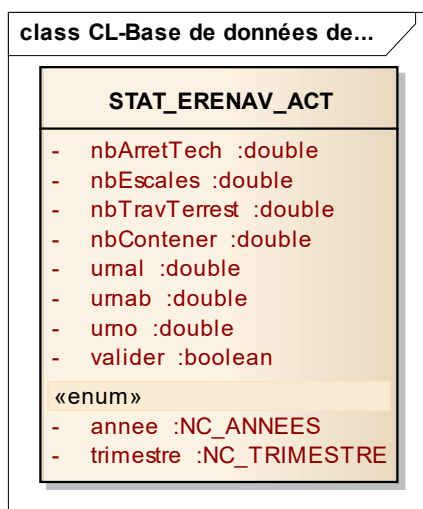 class CL-Base de données de...
STAT_ERENAV_ACT
- nbArretTech :double
- nbEscales :double
- nbTravTerrest :double
- nbContener :double
- urnal :double
- urnab :double
- urno :double
- valider :boolean
«enum»
- annee :NC_ANNEES
- trimestre :NC_TRIMESTRE